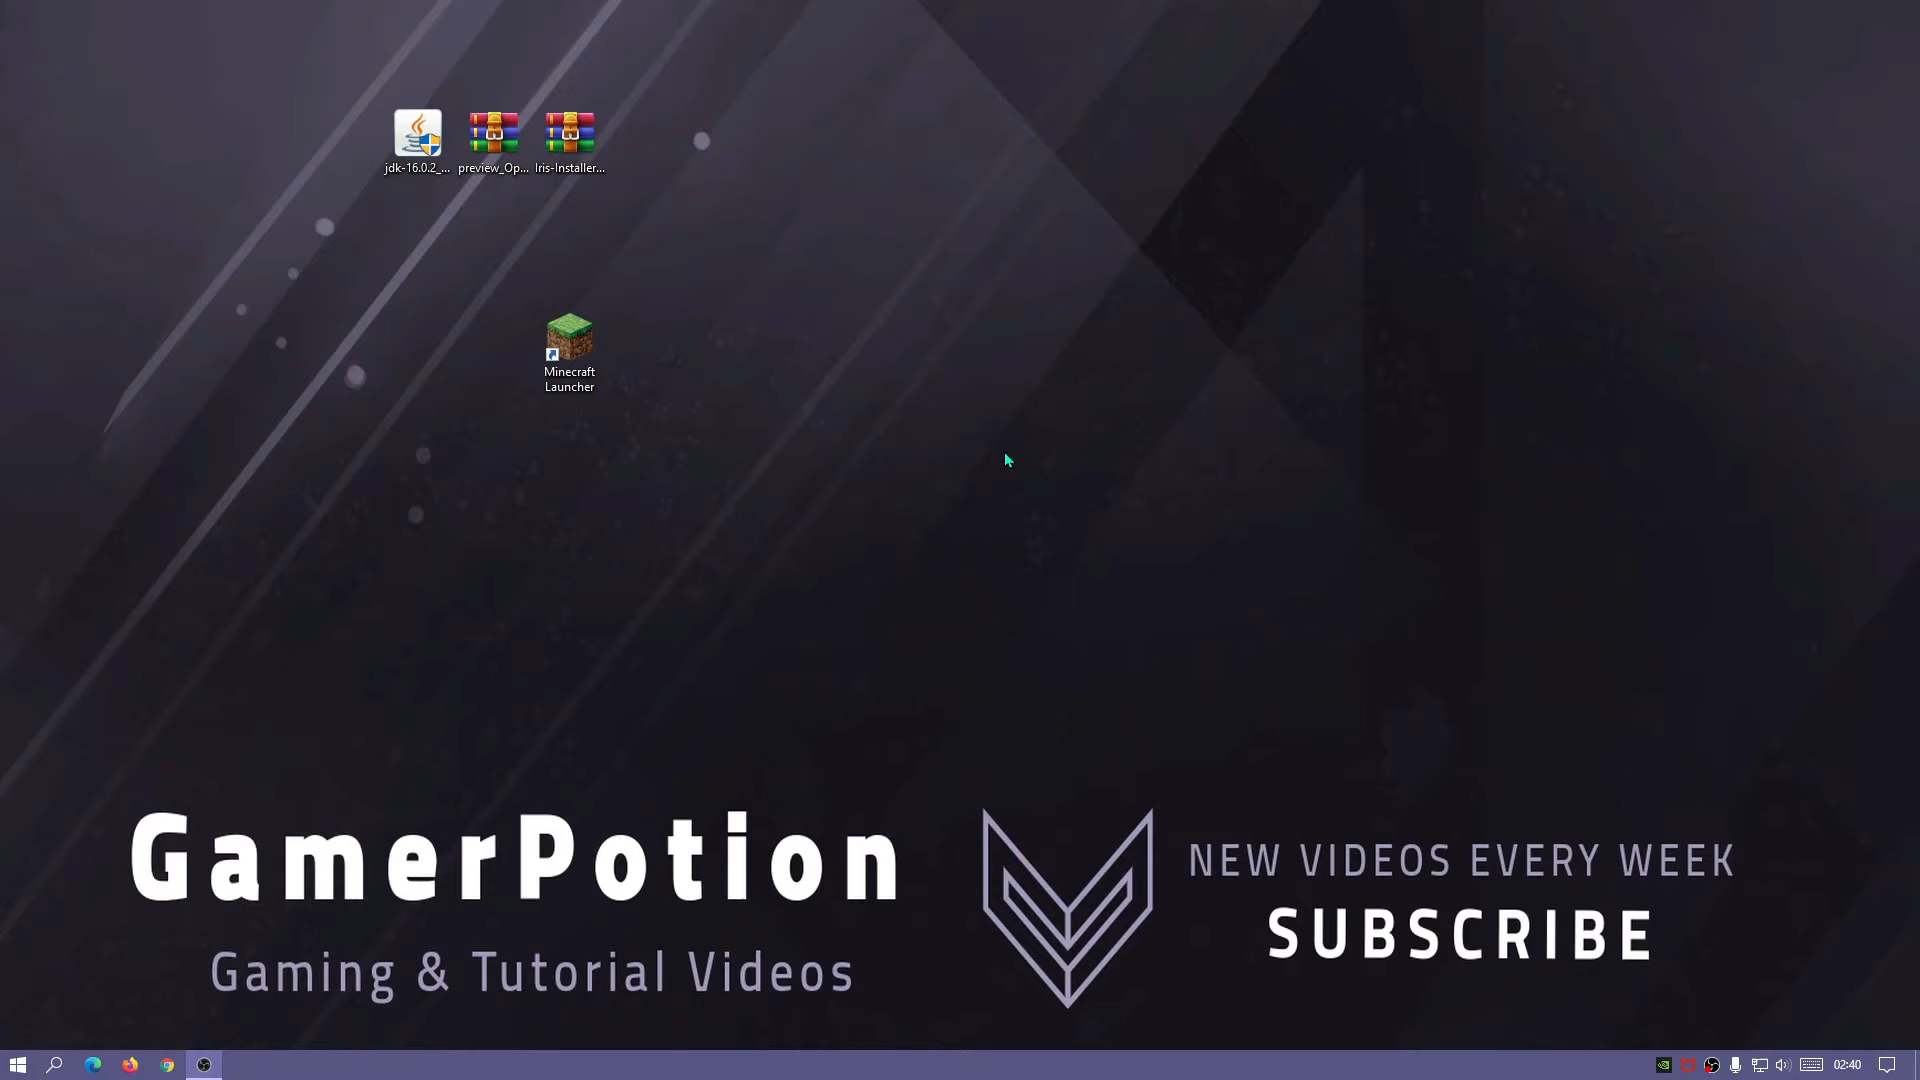 jdk-16.0.2_...
preview_Op...
Iris-Installer...
Minecraft
Launcher
GamerPotion
Gaming & Tutorial Videos
NEW VIDEOS EVERY WEEK
SUBSCRIBE
02:40